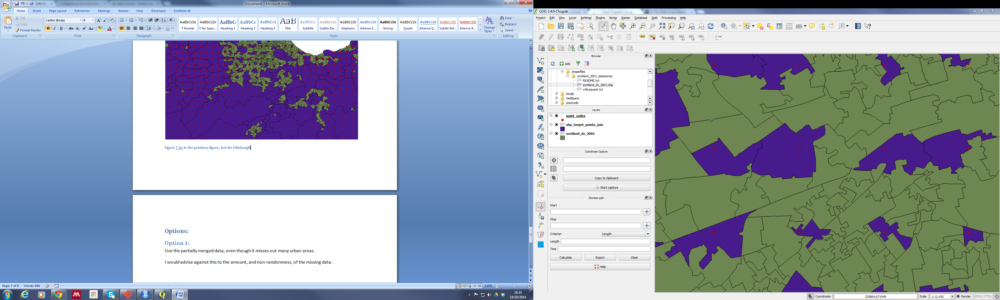 Document1 - Microsoft Word
Home Insert Page Layout References Mailings Review View Developer EndNote X6
Paste
Cut
Copy
Format Painter
Clipboard
Calibri (Body) 9
B I U abc X₂ X² Aa
Font
Paragraph
AaBbCcDc AaBbCcDc AaBbC AaBbCc AaBbCcI AaB AaBbCc. AaBbCcDc AaBbCcDc AaBbCcDc AaBbCcDc AaBbCcDc AaBbCcDc AABBCCDD AABBCCDD
¶ Normal ¶ No Spaci... Heading 1 Heading 2 Heading 3 Title Subtitle Subtle Em... Emphasis Intense E... Strong Quote Intense Q... Subtle Ref... Intense R...
Change Styles
Styles
Find
Replace
Select
Editing
Figure 7 As in the previous figure, but for Edinburgh
Options:
Option 1:
Use the partially merged data, even though it misses out many urban areas.
I would advise against this to the amount, and non-randomness, of the missing data.
Page: 7 of 8 Words: 696
120%
16:35
14/10/2014
QGIS 2.4.0-Chugiak
Project Edit View Layer Settings Plugins Vector Raster Database Web Processing Help
CSW
Browser
Add
shapefiles
scotland_2001_datazones
README.txt
scotland_dz_2001.shp
wfsrequest.txt
Kindle
NetBeans
postcode
Layers
point_codes
shp_target_points_join
scotland_dz_2001
Coordinate Capture
Copy to clipboard
Start capture
Shortest path
Start
Stop
Criterion Length
Length
Time
Calculate Export Clear
Help
Coordinate: 325864,671949 Scale 1:12,435 Render EPSG:27700